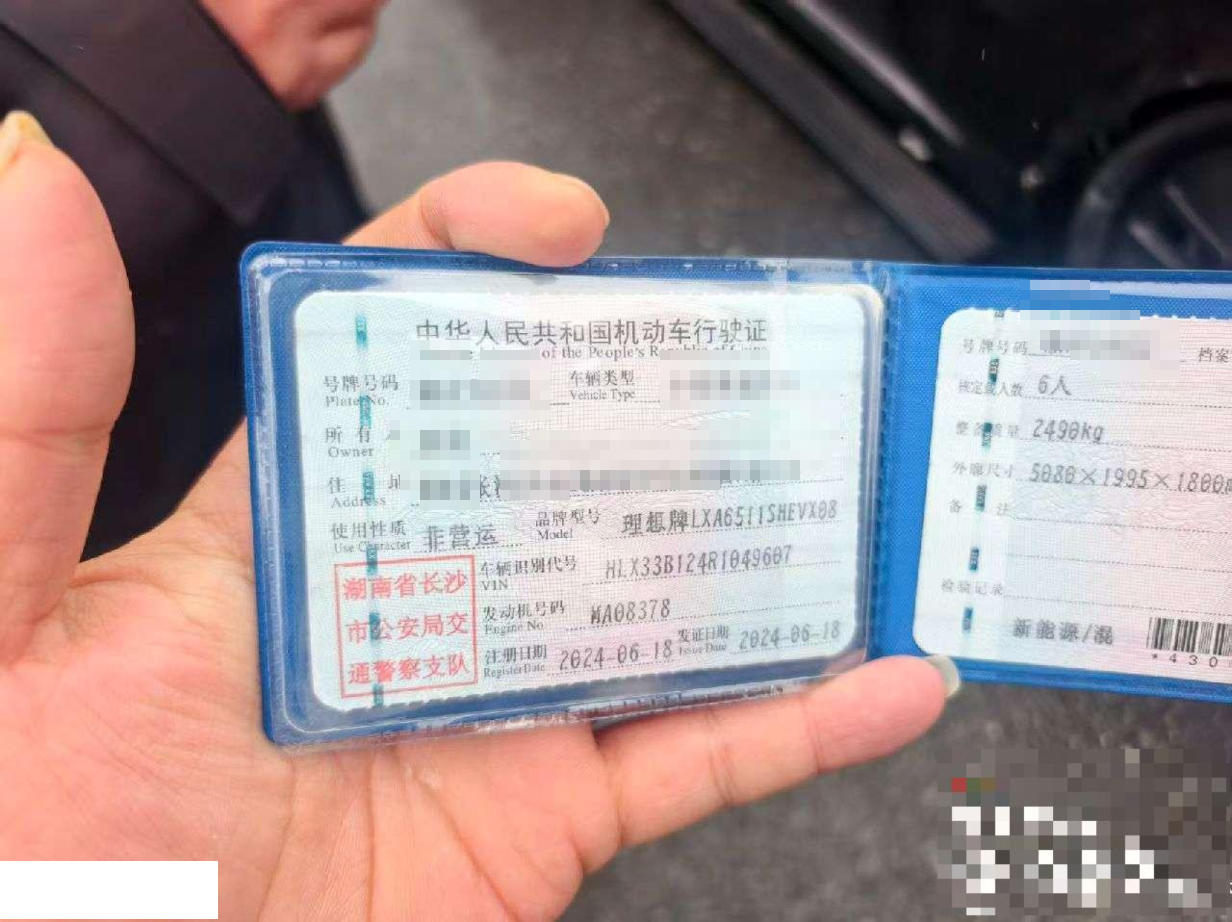 中华人民共和国机动车行驶证
of the People's Republic of China
号牌号码
Plate No.
车辆类型
Vehicle Type
所有
Owner
住 址
Address
使用性质 非营运
Use Character
品牌型号 理想牌LXA6511SHEVX08
Model
车辆识别代号 HLX33B124R1049607
VIN
发动机号码 MA08378
Engine No.
注册日期 2024-06-18
Register Date
发证日期 2024-06-18
Issue Date
湖南省长沙
市公安局交
通警察支队
号牌号码
档案
核定载人数 6人
整备质量 2490kg
外廓尺寸 5080×1995×1800m
备 注
检验记录
新能源/混
*430